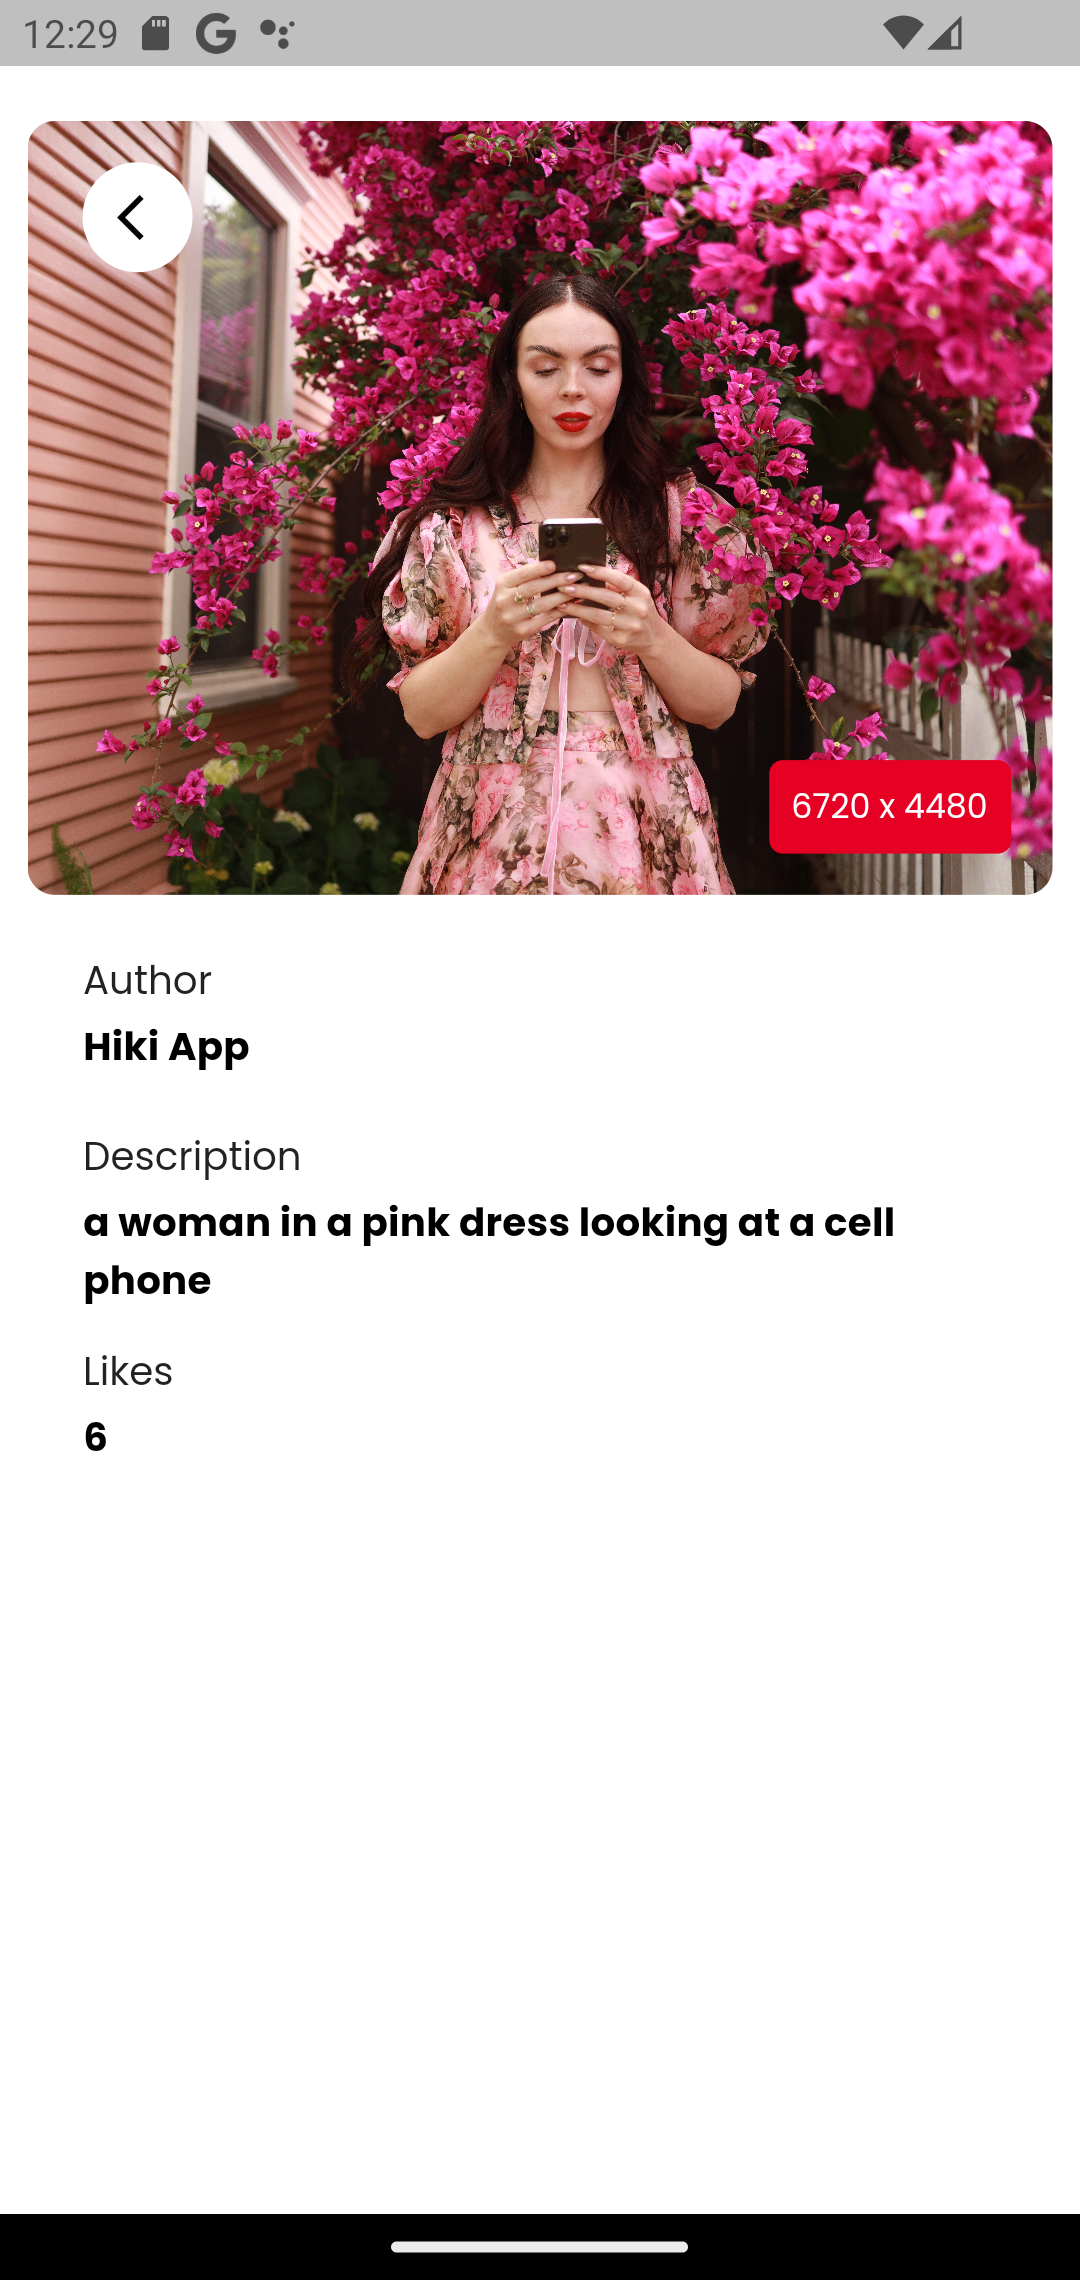 12:29
6720 x 4480
Author
Hiki App
Description
a woman in a pink dress looking at a cell
phone
Likes
6